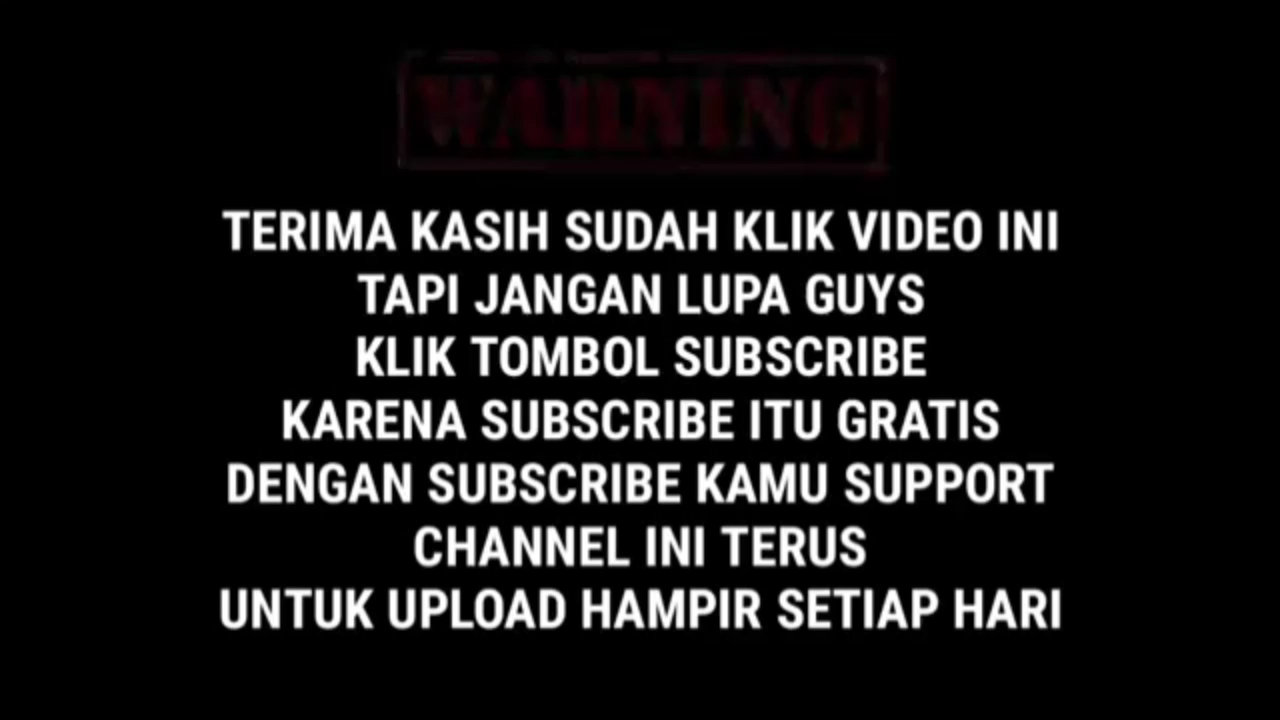 WARNING
TERIMA KASIH SUDAH KLIK VIDEO INI
TAPI JANGAN LUPA GUYS
KLIK TOMBOL SUBSCRIBE
KARENA SUBSCRIBE ITU GRATIS
DENGAN SUBSCRIBE KAMU SUPPORT
CHANNEL INI TERUS
UNTUK UPLOAD HAMPIR SETIAP HARI